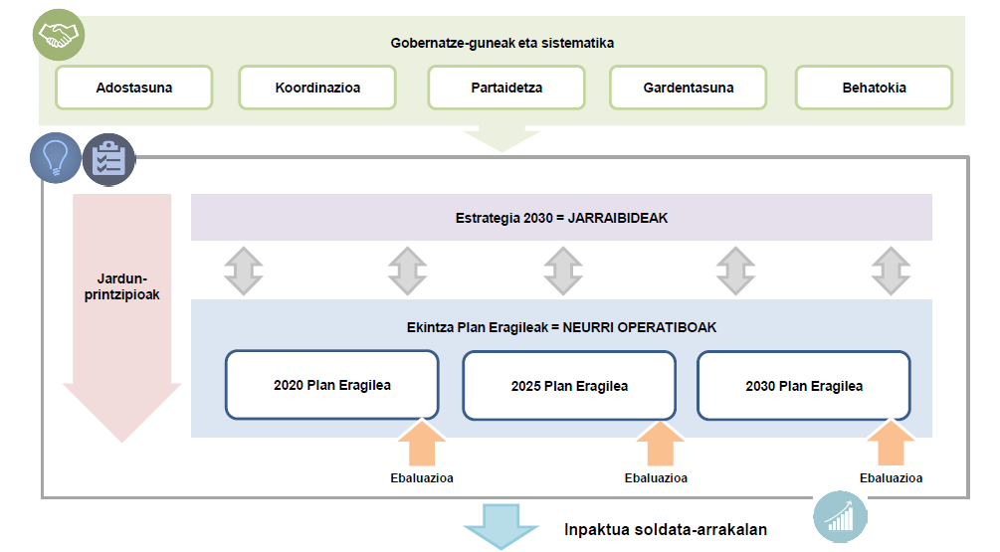 Gobernatze-guneak eta sistematika
Adostasuna
Koordinazioa
Partaidetza
Gardentasuna
Behatokia
Estrategia 2030 = JARRAIBIDEAK
Jardun-
printzipioak
Ekintza Plan Eragileak = NEURRI OPERATIBOAK
2020 Plan Eragilea
2025 Plan Eragilea
2030 Plan Eragilea
Ebaluazioa
Ebaluazioa
Ebaluazioa
Inpaktua soldata-arrakalan